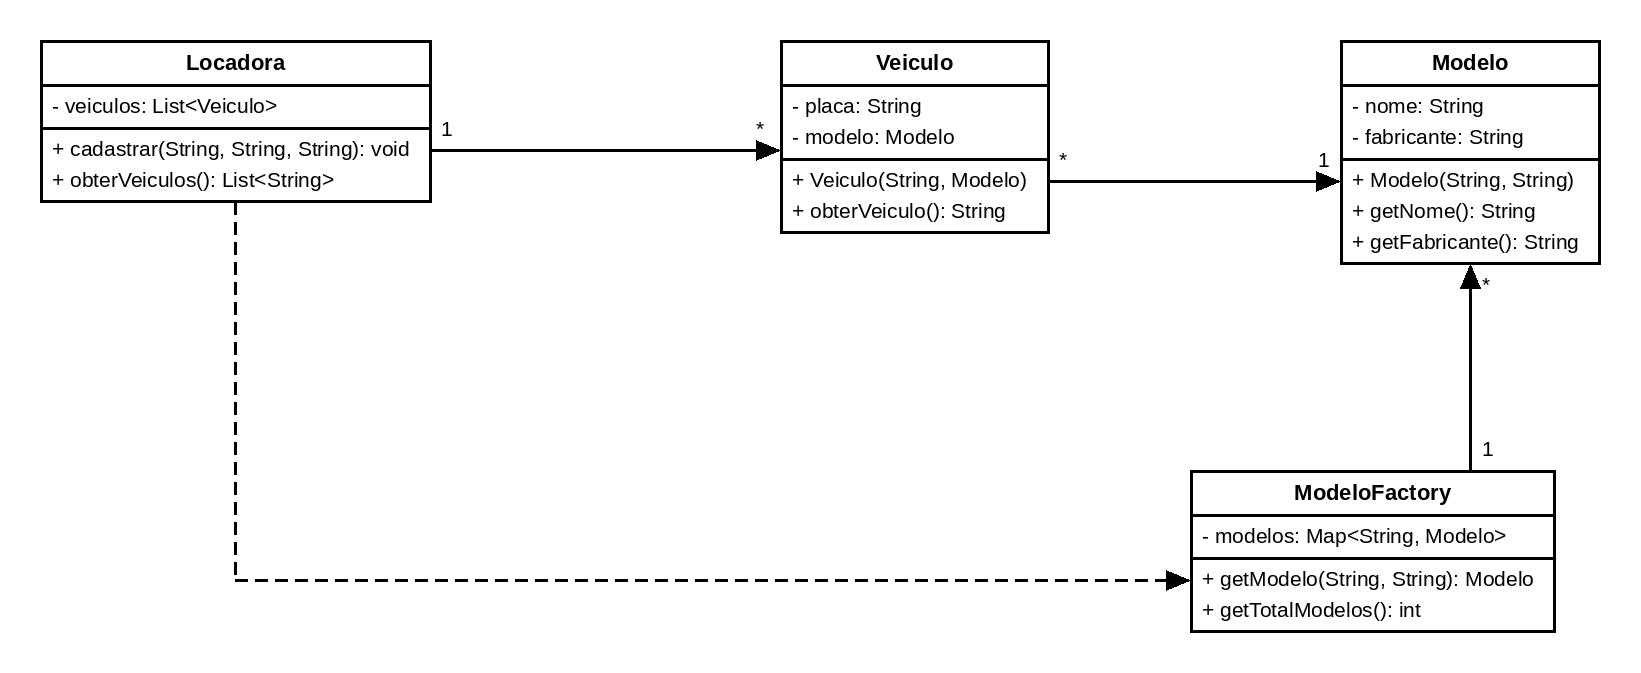 Locadora
- veiculos: List<Veiculo>
+ cadastrar(String, String, String): void
+ obterVeiculos(): List<String>
1
*
Veiculo
- placa: String
- modelo: Modelo
+ Veiculo(String, Modelo)
+ obterVeiculo(): String
*
1
Modelo
- nome: String
- fabricante: String
+ Modelo(String, String)
+ getNome(): String
+ getFabricante(): String
*
1
ModeloFactory
- modelos: Map<String, Modelo>
+ getModelo(String, String): Modelo
+ getTotalModelos(): int